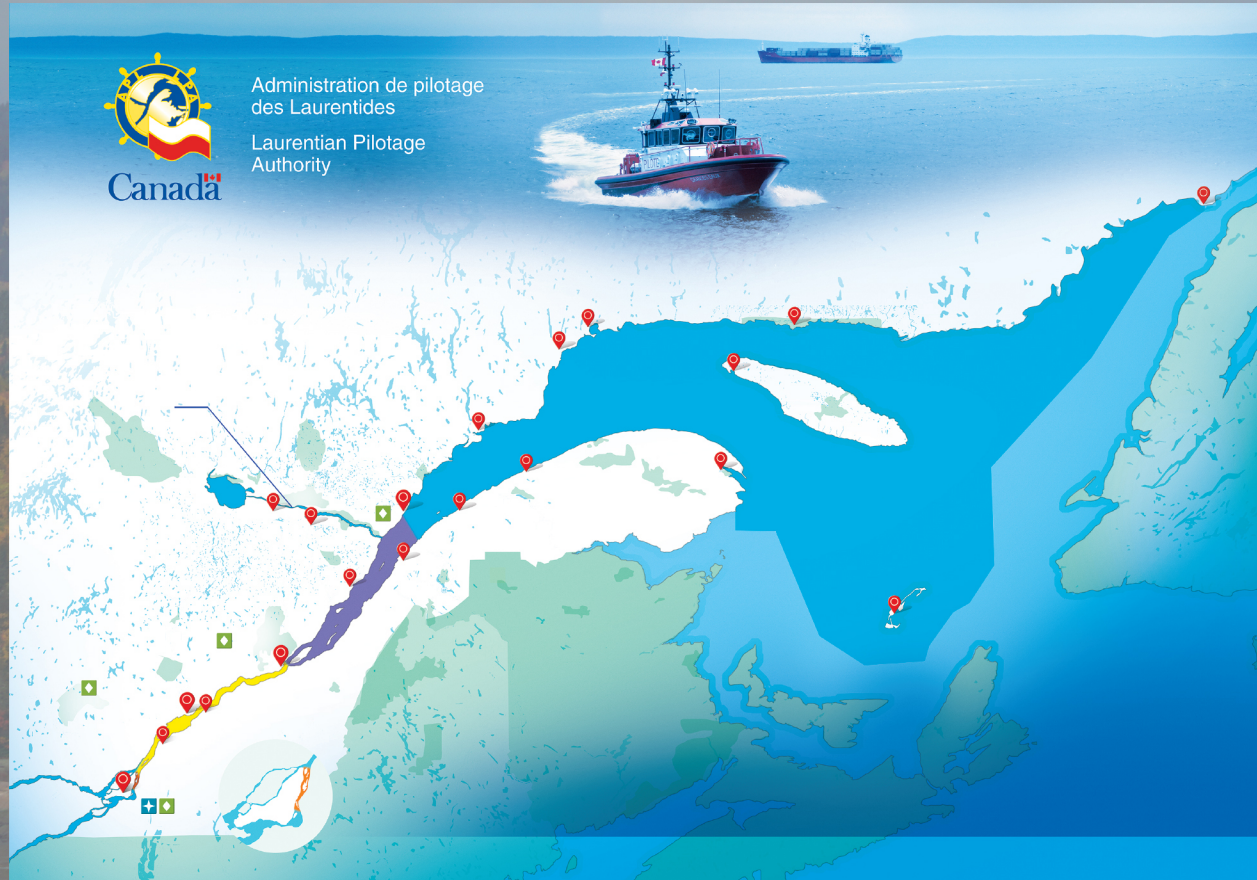 Administration de pilotage
des Laurentides
Laurentian Pilotage
Authority
Canada